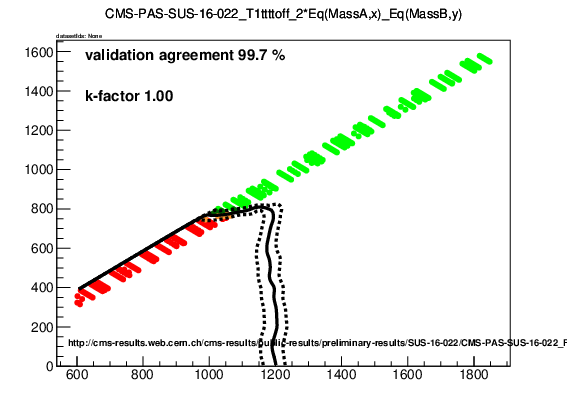 CMS-PAS-SUS-16-022_T1ttttoff_2*Eq(MassA,x)_Eq(MassB,y)
datasetIds: None
validation agreement 99.7 %
k-factor 1.00
1600
1400
1200
1000
800
600
400
200
0
http://cms-results.web.cern.ch/cms-results/public-results/preliminary-results/SUS-16-022/CMS-PAS-SUS-16-022_F
600 800 1000 1200 1400 1600 1800